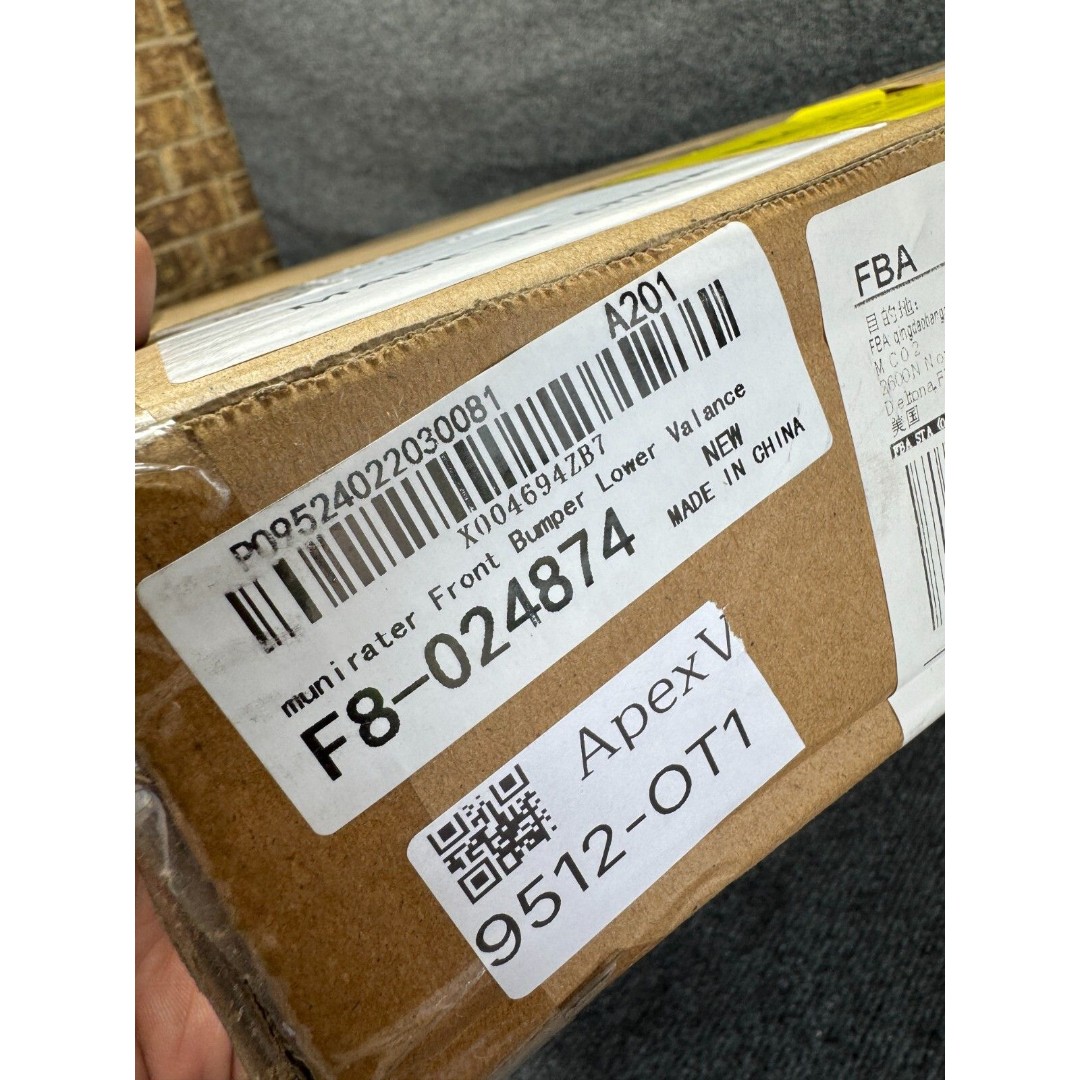 A201
P09524022030081
X004694ZB7
munirater Front Bumper Lower Valance
NEW
F8-024874
MADE IN CHINA
ApexV
9512-OT1
FBA
目的地:
MCO2
美国